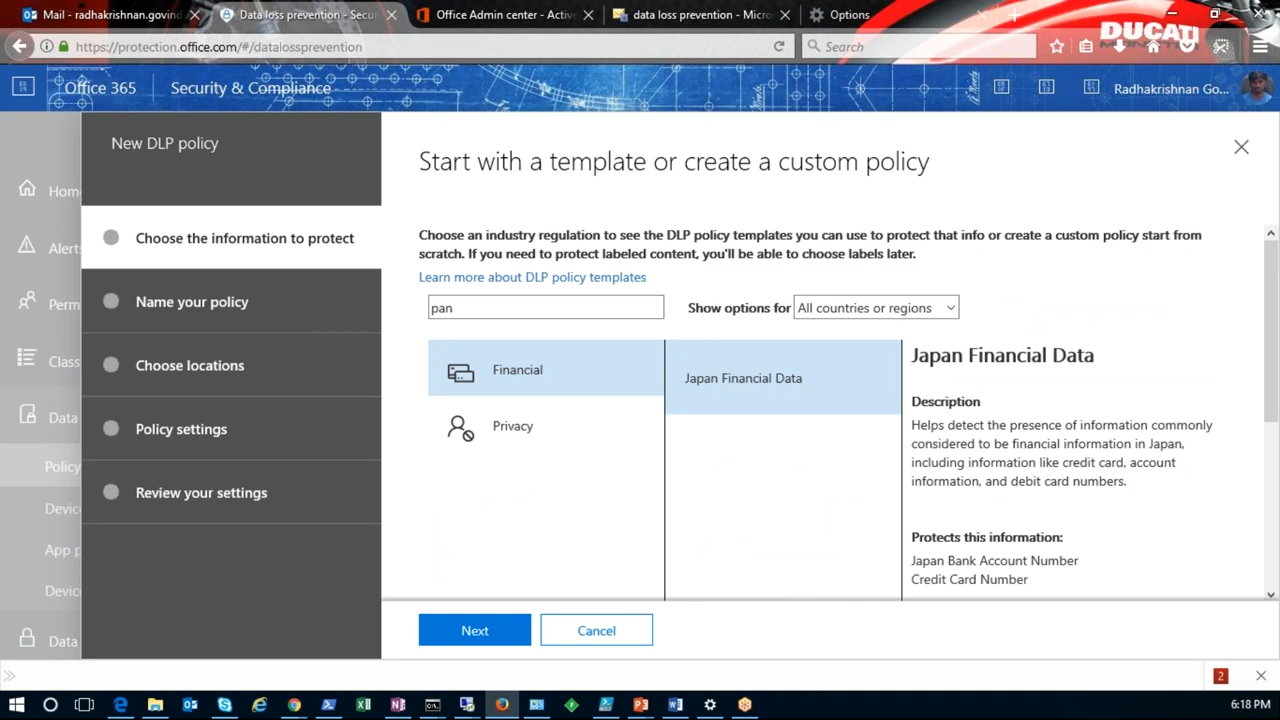 Mail - radhakrishnan.govind
Data loss prevention - Secur
Office Admin center - Active
data loss prevention - Micro
Options
DUCATI
https://protection.office.com/#/datalossprevention
Search
Office 365
Security & Compliance
Radhakrishnan Go...
New DLP policy
Start with a template or create a custom policy
Home
Choose the information to protect
Choose an industry regulation to see the DLP policy templates you can use to protect that info or create a custom policy start from
scratch. If you need to protect labeled content, you'll be able to choose labels later.
Alerts
Learn more about DLP policy templates
Perm
Name your policy
pan
Show options for
All countries or regions
Class
Choose locations
Financial
Japan Financial Data
Japan Financial Data
Description
Helps detect the presence of information commonly
considered to be financial information in Japan,
including information like credit card, account
information, and debit card numbers.
Data
Policy settings
Privacy
Policy
Review your settings
Device
Protects this information:
App p
Japan Bank Account Number
Credit Card Number
Device
Data
Next
Cancel
2
6:18 PM